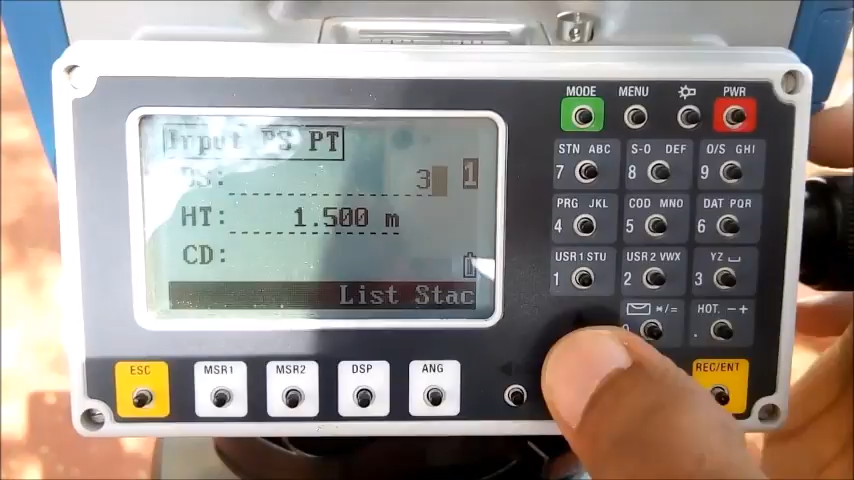 Input BS PT
BS: 3 1
HT: 1.500 m
CD:
List Stac
MODE MENU PWR
STN ABC S-O DEF O/S GHI
7 8 9
PRG JKL COD MNO DAT PQR
4 5 6
USR1 STU USR2 VWX YZ
1 2 3
*/= HOT. -+
.
ESC MSR1 MSR2 DSP ANG REC/ENT